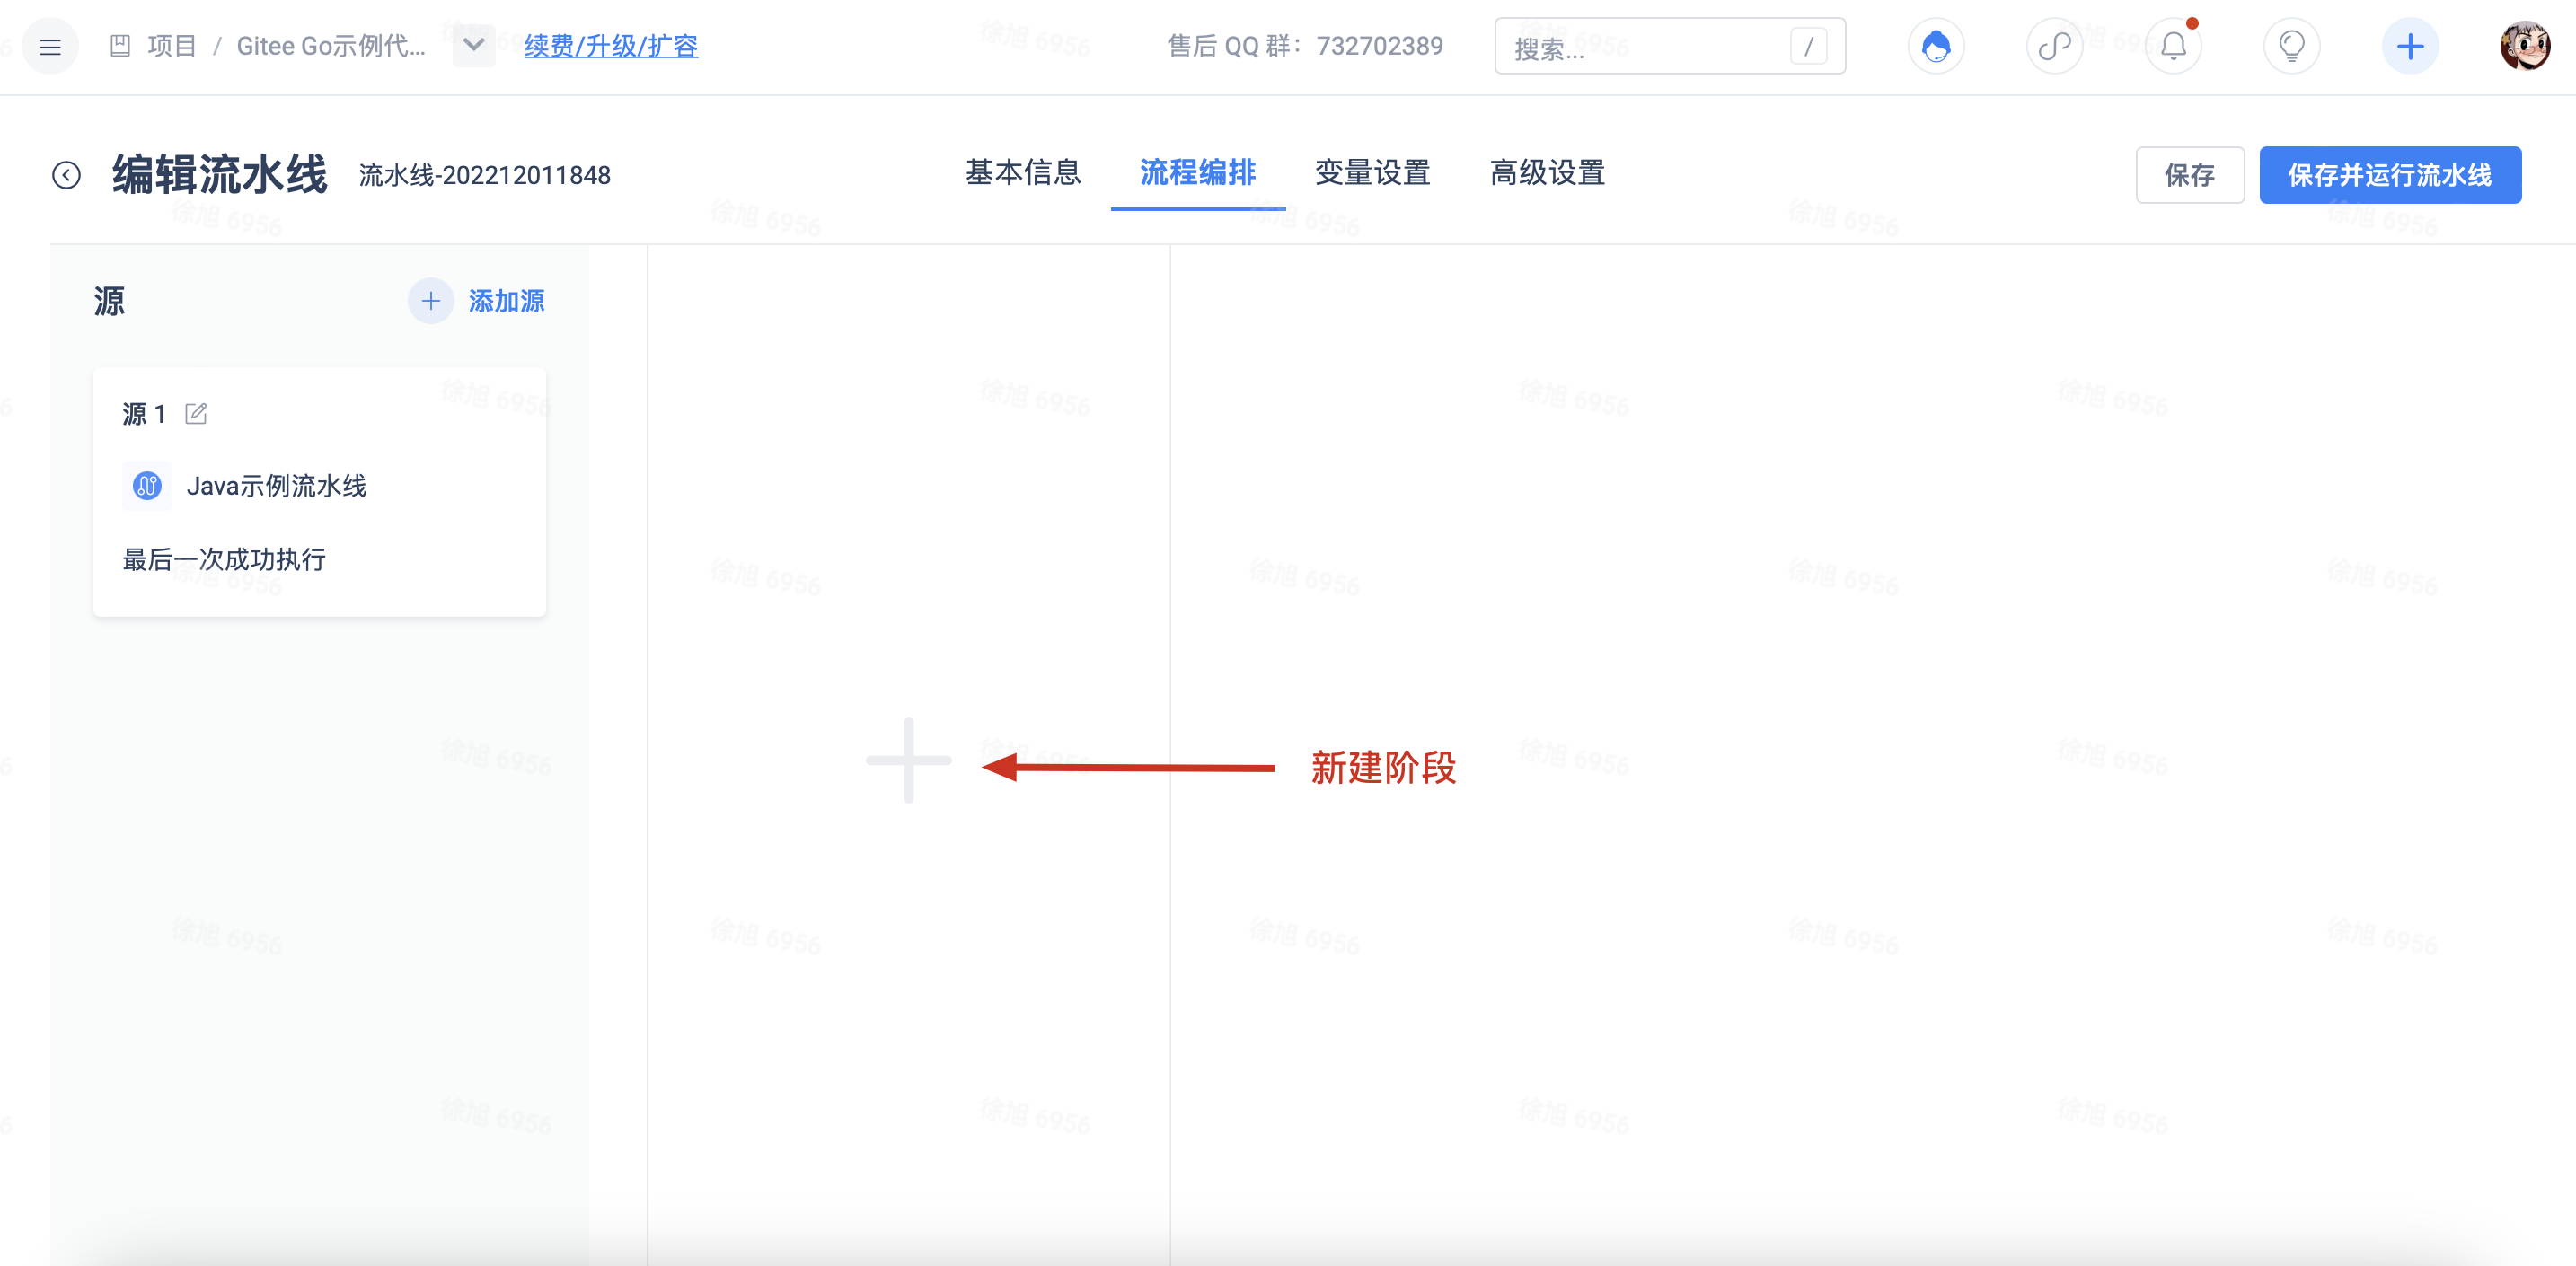 项目 / Gitee Go示例代... 续费/升级/扩容 售后 QQ 群： 732702389 搜索... /
编辑流水线 流水线-202212011848 基本信息 流程编排 变量设置 高级设置 保存 保存并运行流水线
源 + 添加源
源 1
Java示例流水线
最后一次成功执行
新建阶段
徐旭 6956